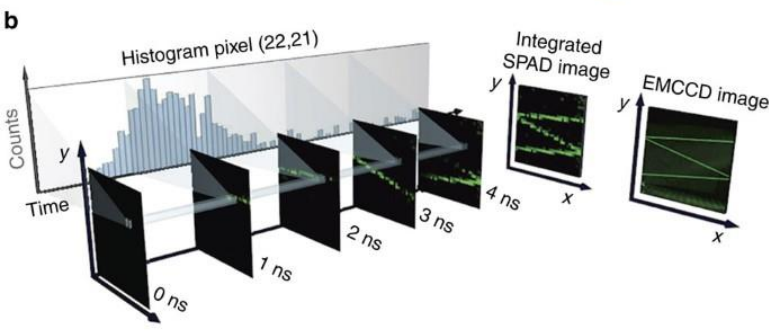 b
Histogram pixel (22,21)
Counts
Time
y
0 ns
1 ns
2 ns
3 ns
4 ns
Integrated
SPAD image
y
x
EMCCD image
y
x